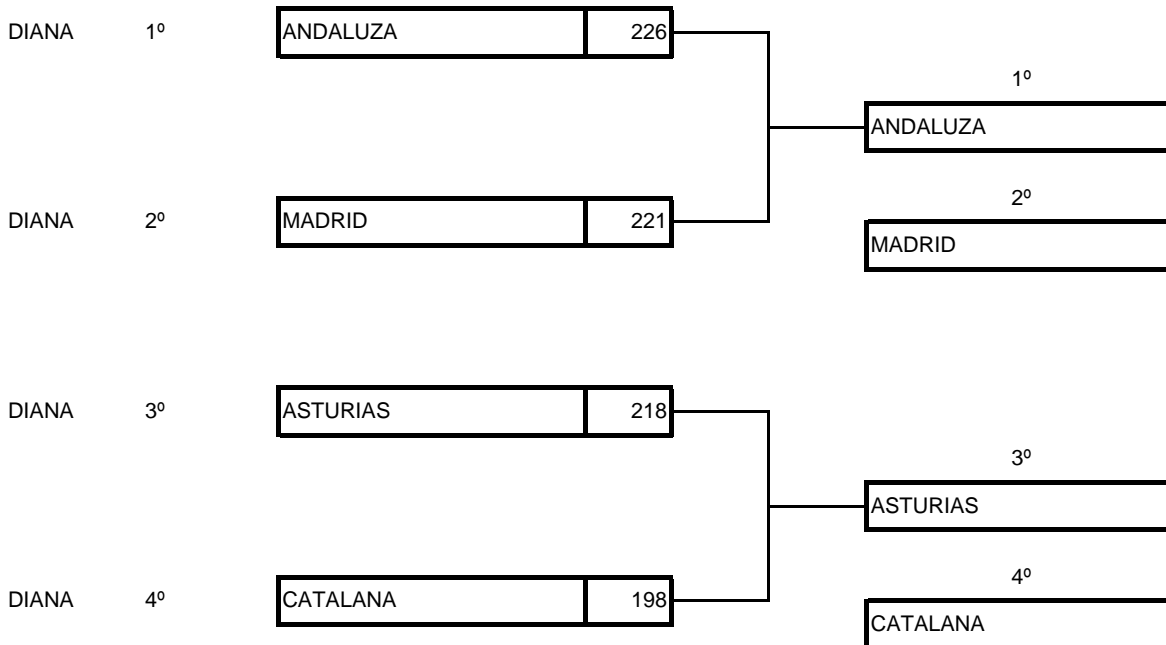 DIANA 1º ANDALUZA 226
1º
ANDALUZA
2º
DIANA 2º MADRID 221
MADRID
DIANA 3º ASTURIAS 218
3º
ASTURIAS
4º
DIANA 4º CATALANA 198
CATALANA